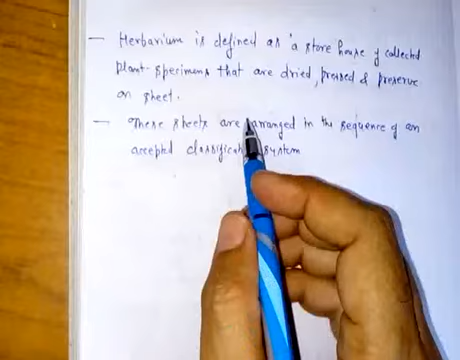 — Herbarium is defined as 'a store house of collected
plant specimens that are dried, pressed & preserve
on sheet.
— These sheets are arranged in the sequence of an
accepted classificat system